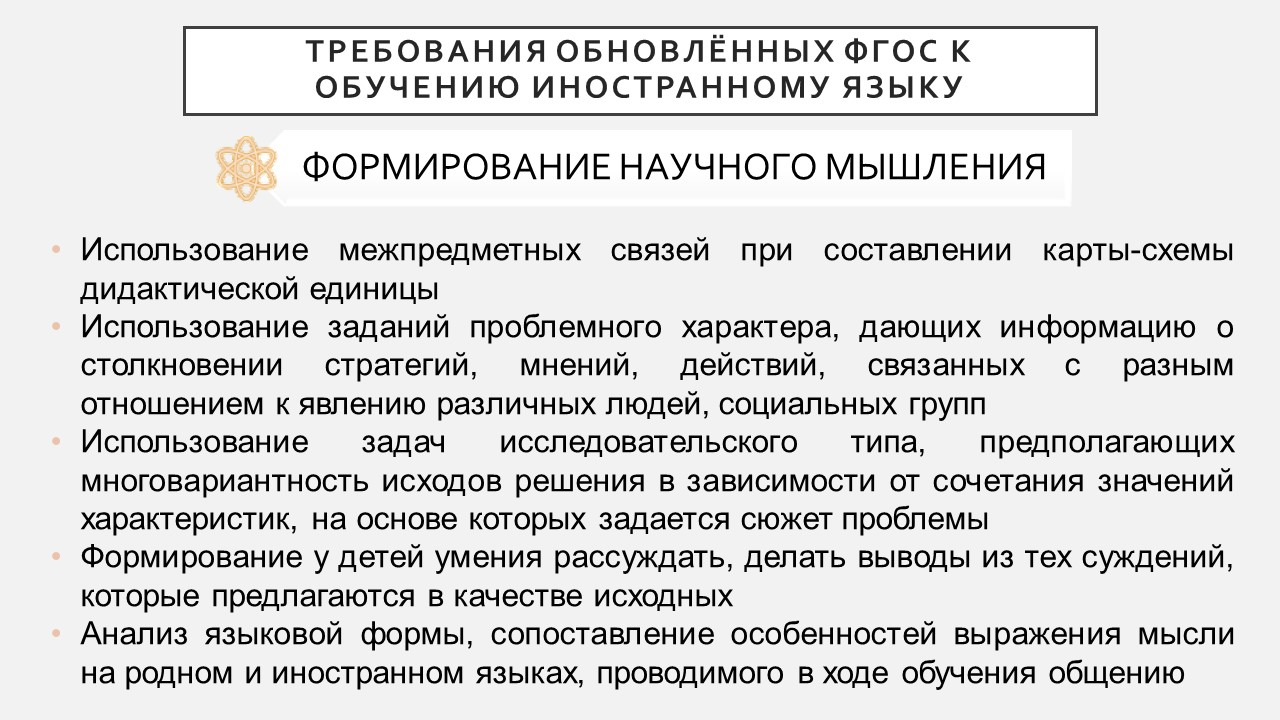 ТРЕБОВАНИЯ ОБНОВЛЁННЫХ ФГОС К
ОБУЧЕНИЮ ИНОСТРАННОМУ ЯЗЫКУ
ФОРМИРОВАНИЕ НАУЧНОГО МЫШЛЕНИЯ
• Использование межпредметных связей при составлении карты-схемы
дидактической единицы
• Использование заданий проблемного характера, дающих информацию о
столкновении стратегий, мнений, действий, связанных с разным
отношением к явлению различных людей, социальных групп
• Использование задач исследовательского типа, предполагающих
многовариантность исходов решения в зависимости от сочетания значений
характеристик, на основе которых задается сюжет проблемы
• Формирование у детей умения рассуждать, делать выводы из тех суждений,
которые предлагаются в качестве исходных
• Анализ языковой формы, сопоставление особенностей выражения мысли
на родном и иностранном языках, проводимого в ходе обучения общению